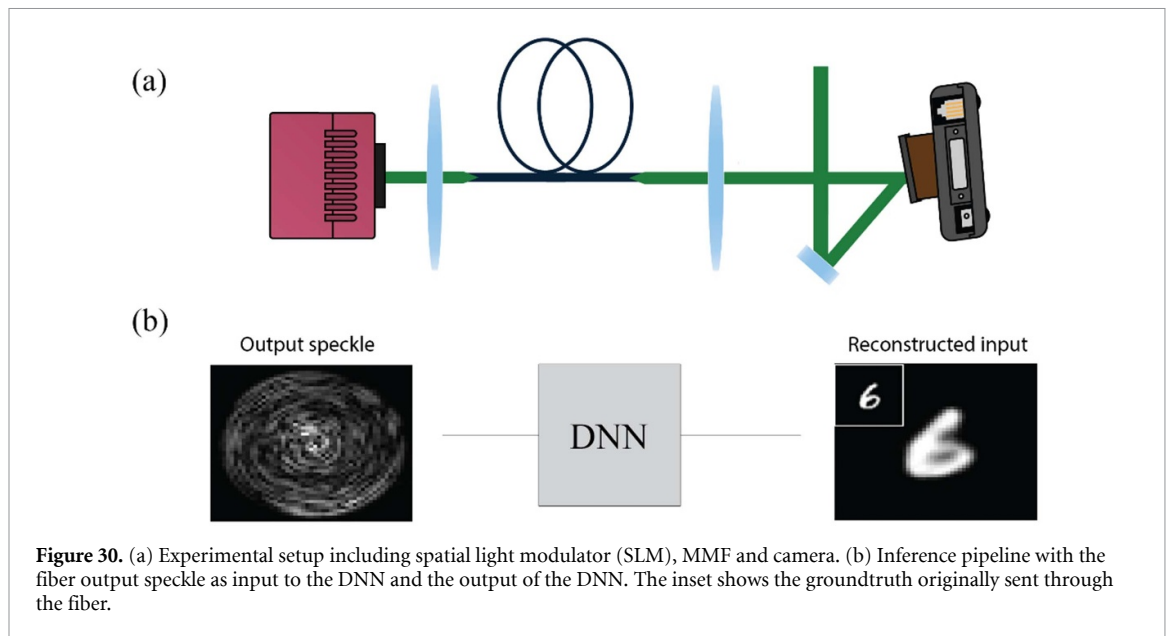 (a)
(b)
Output speckle
Reconstructed input
DNN
Figure 30. (a) Experimental setup including spatial light modulator (SLM), MMF and camera. (b) Inference pipeline with the
fiber output speckle as input to the DNN and the output of the DNN. The inset shows the groundtruth originally sent through
the fiber.